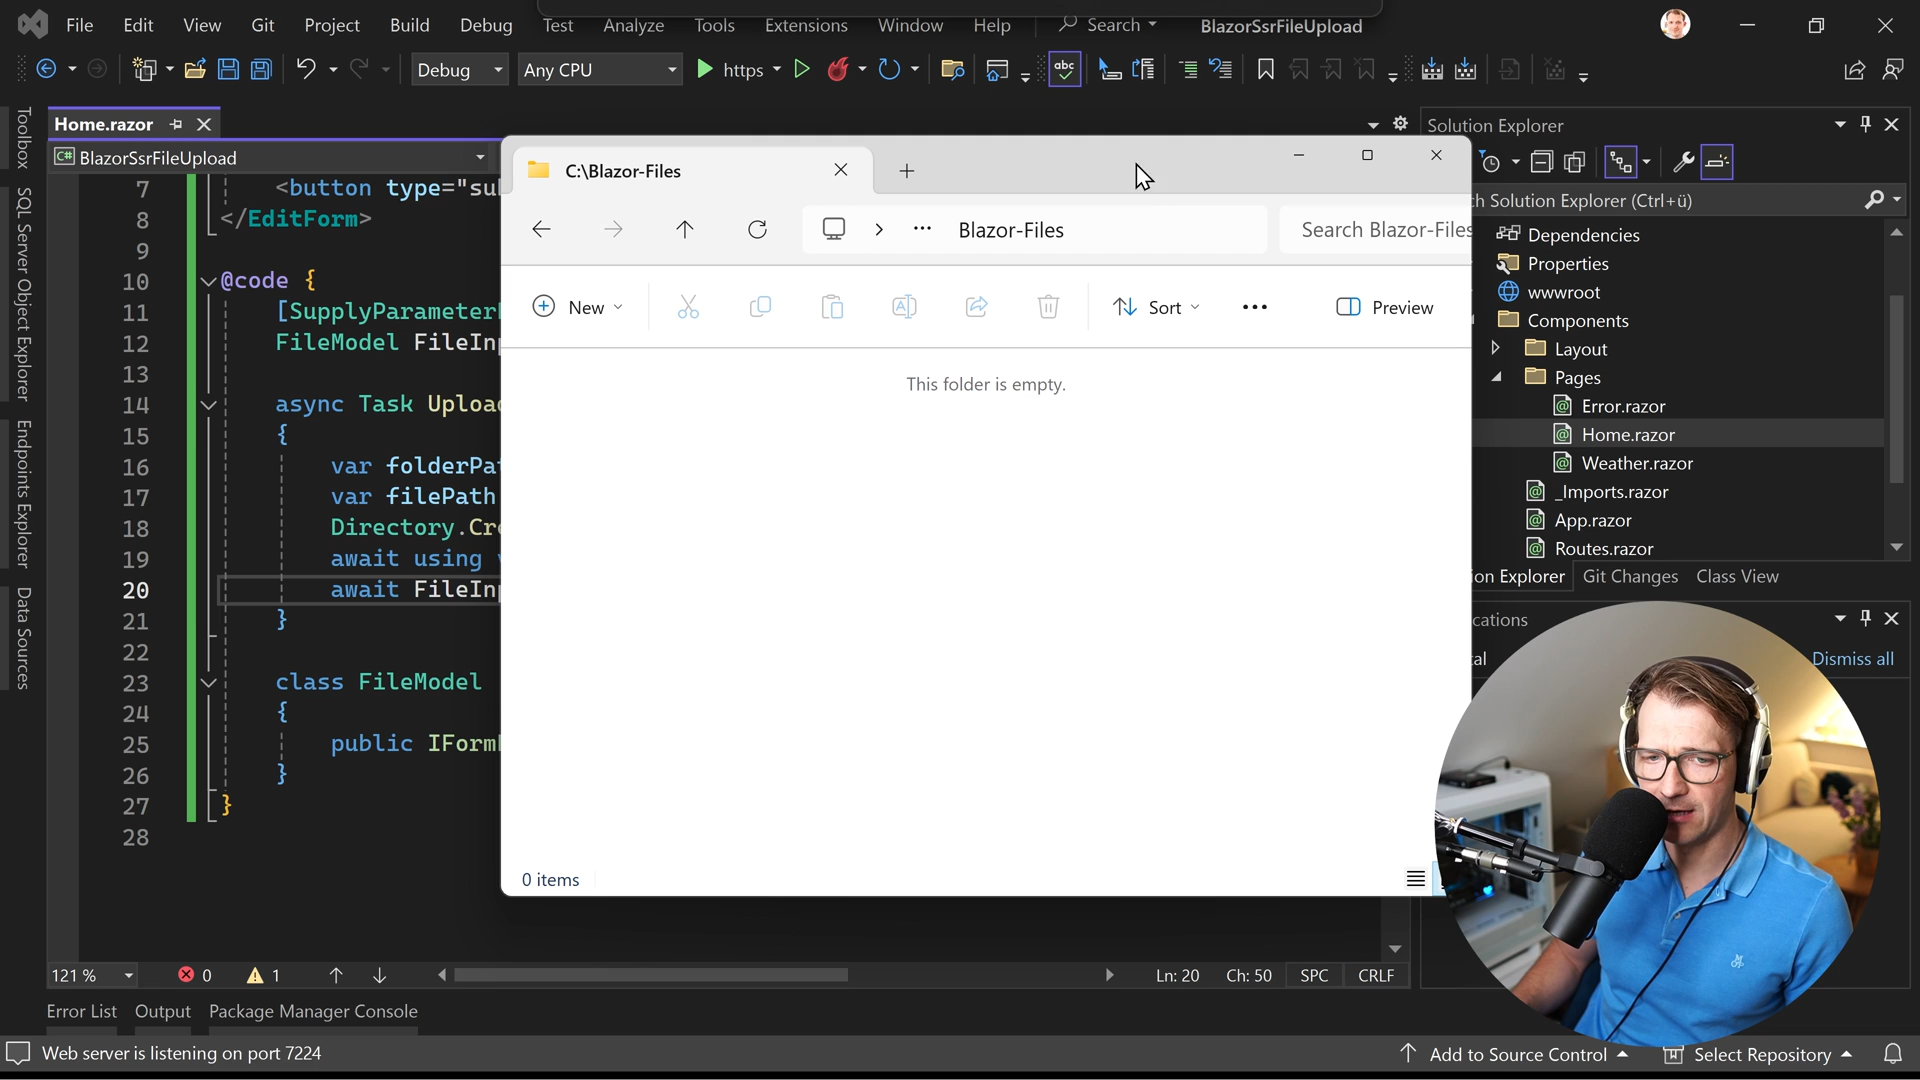 File Edit View Git Project Build Debug Test Analyze Tools Extensions Window Help Search BlazorSsrFileUpload
Debug Any CPU https abc
Toolbox
SQL Server Object Explorer
Endpoints Explorer
Data Sources
Home.razor
C# BlazorSsrFileUpload
7 <button type="su
8 </EditForm>
9
10 @code {
11 [SupplyParameter
12 FileModel FileIn
13
14 async Task Uploa
15 {
16 var folderPa
17 var filePath
18 Directory.Cr
19 await using
20 await FileIn
21 }
22
23 class FileModel
24 {
25 public IForm
26 }
27 }
28
C:\Blazor-Files
Blazor-Files
Search Blazor-Files
New Sort Preview
This folder is empty.
0 items
Solution Explorer
ch Solution Explorer (Ctrl+ü)
Dependencies
Properties
wwwroot
Components
Layout
Pages
Error.razor
Home.razor
Weather.razor
_Imports.razor
App.razor
Routes.razor
ion Explorer Git Changes Class View
cations
al Dismiss all
121 % 0 1 Ln: 20 Ch: 50 SPC CRLF
Error List Output Package Manager Console
Web server is listening on port 7224 Add to Source Control Select Repository